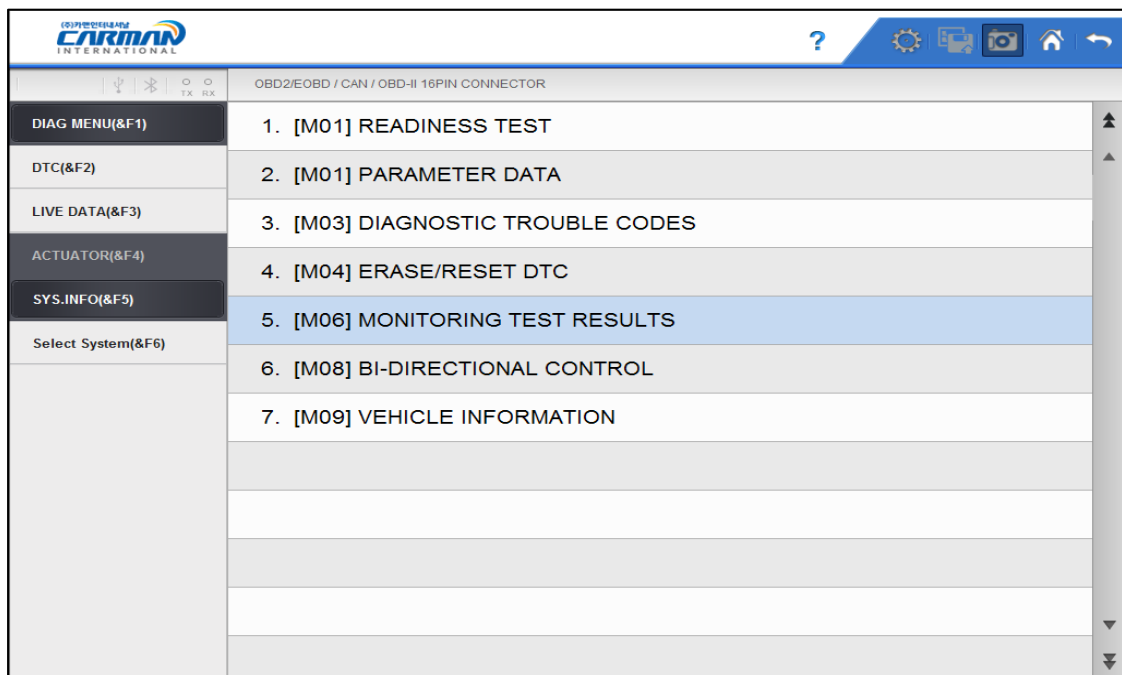 (주)카맨인터내셔날
CARMAN
INTERNATIONAL
?
TX RX
OBD2/EOBD / CAN / OBD-II 16PIN CONNECTOR
DIAG MENU(&F1)
DTC(&F2)
LIVE DATA(&F3)
ACTUATOR(&F4)
SYS.INFO(&F5)
Select System(&F6)
1. [M01] READINESS TEST
2. [M01] PARAMETER DATA
3. [M03] DIAGNOSTIC TROUBLE CODES
4. [M04] ERASE/RESET DTC
5. [M06] MONITORING TEST RESULTS
6. [M08] BI-DIRECTIONAL CONTROL
7. [M09] VEHICLE INFORMATION